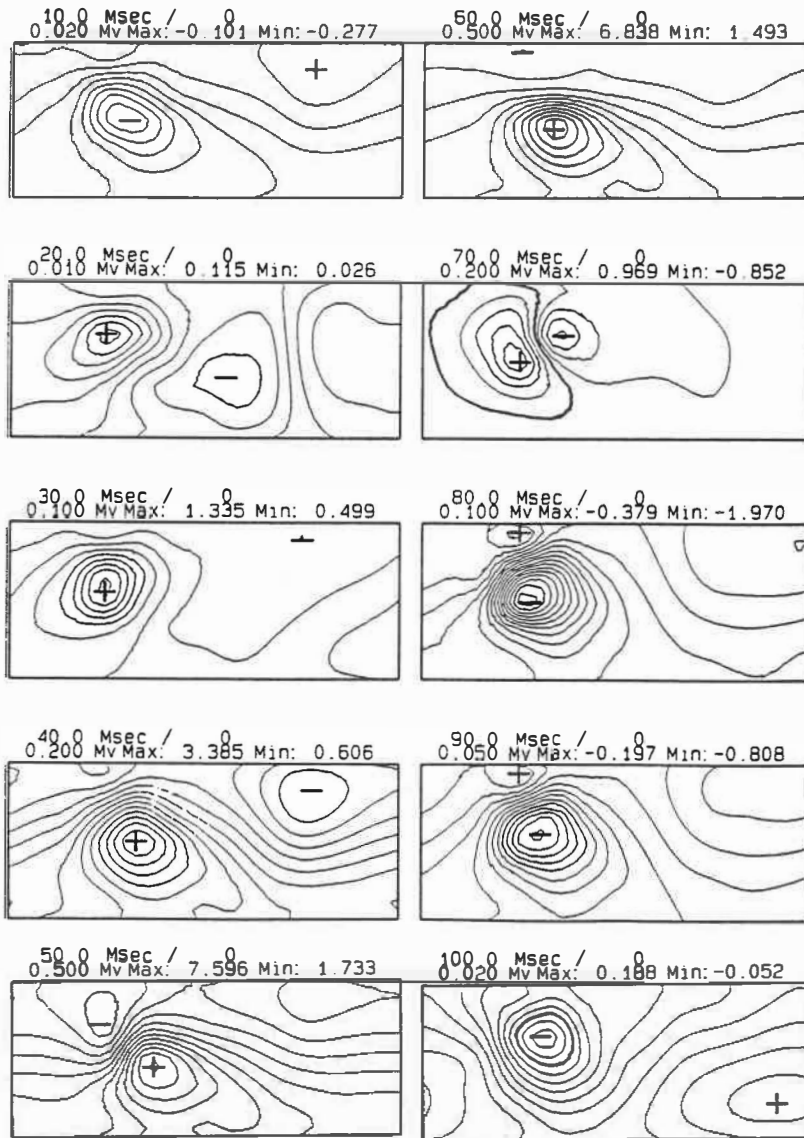 10.0 Msec / 0
0.020 Mv Max: -0.101 Min: -0.277
60.0 Msec / 0
0.500 Mv Max: 6.838 Min: 1.493
20.0 Msec / 0
0.010 Mv Max: 0.115 Min: 0.026
70.0 Msec / 0
0.200 Mv Max: 0.969 Min: -0.852
30.0 Msec / 0
0.100 Mv Max: 1.335 Min: 0.499
80.0 Msec / 0
0.100 Mv Max: -0.379 Min: -1.970
40.0 Msec / 0
0.200 Mv Max: 3.385 Min: 0.606
90.0 Msec / 0
0.050 Mv Max: -0.197 Min: -0.808
50.0 Msec / 0
0.500 Mv Max: 7.596 Min: 1.733
100.0 Msec / 0
0.020 Mv Max: 0.188 Min: -0.052